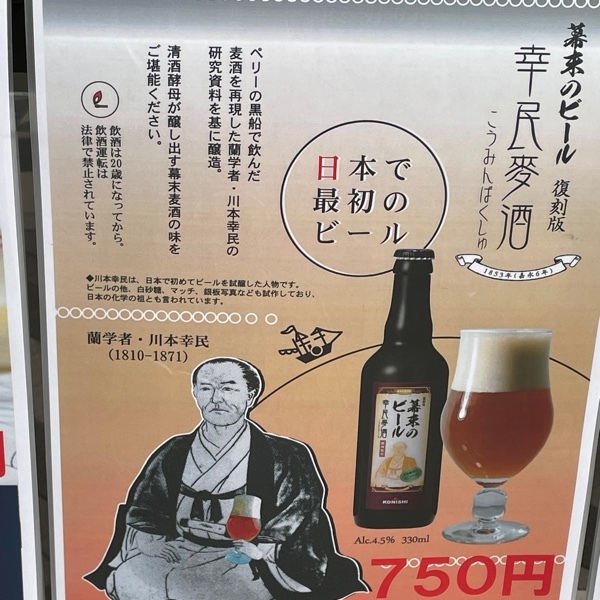 幕末のビール 復刻版
幸民麥酒
こうみんばくしゅ
1853年(嘉永6年)
日本で
最初の
ビール
ペリーの黒船で飲んだ
麦酒を再現した蘭学者・川本幸民の
研究資料を基に醸造。
清酒酵母が醸し出す幕末麦酒の味を
ご堪能ください。
飲酒は20歳になってから。
飲酒運転は
法律で禁止されています。
◆川本幸民は、日本で初めてビールを試醸した人物です。
ビールの他、白砂糖、マッチ、銀板写真なども試作しており、
日本の化学の祖とも言われています。
蘭学者・川本幸民
(1810-1871)
幕末の
ビール
幸民麥酒
KONISHI
Alc.4.5% 330ml
750円